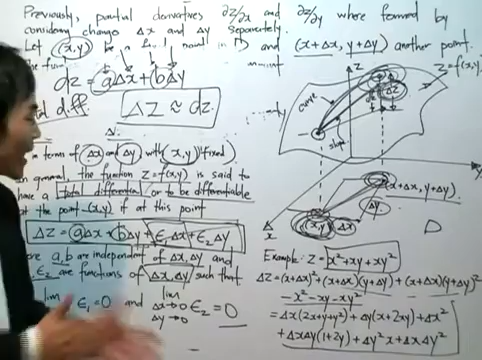 Previously, partial derivatives ∂z/∂x and ∂z/∂y where formed by
considering change Δx and Δy separately.
Let (x,y) be a fixed point in D and (x+Δx, y+Δy) another point.
dz = aΔx + bΔy
Δz ≈ dz
z = f(x,y)
z
Δz
curve
slope
y
(x+Δx, y+Δy)
Δy
(x,y)
Δx
D
in terms of Δx and Δy with (x,y) fixed
In general, the function z=f(x,y) is said to
have a total differential or to be differentiable
at the point (x,y) if at this point
Δz = aΔx + bΔy + ε₁Δx + ε₂Δy
a, b are independent of Δx, Δy and
ε₂ are functions of Δx, Δy such that
lim ε₁ = 0 and lim Δx→0 Δy→0 ε₂ = 0
Example: z = x² + xy + xy²
Δz = (x+Δx)² + (x+Δx)(y+Δy) + (x+Δx)(y+Δy)²
- x² - xy - xy²
= Δx(2x+y+y²) + Δy(x+2xy) + Δx²
+ ΔxΔy(1+2y) + Δy²x + ΔxΔy²